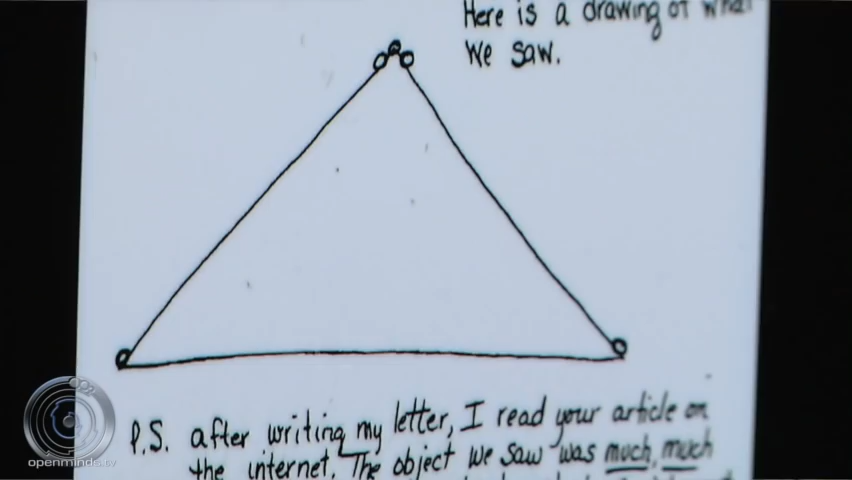 Here is a drawing of what
we saw.
P.S. after writing my letter, I read your article on
the internet. The object we saw was much, much
openminds.tv